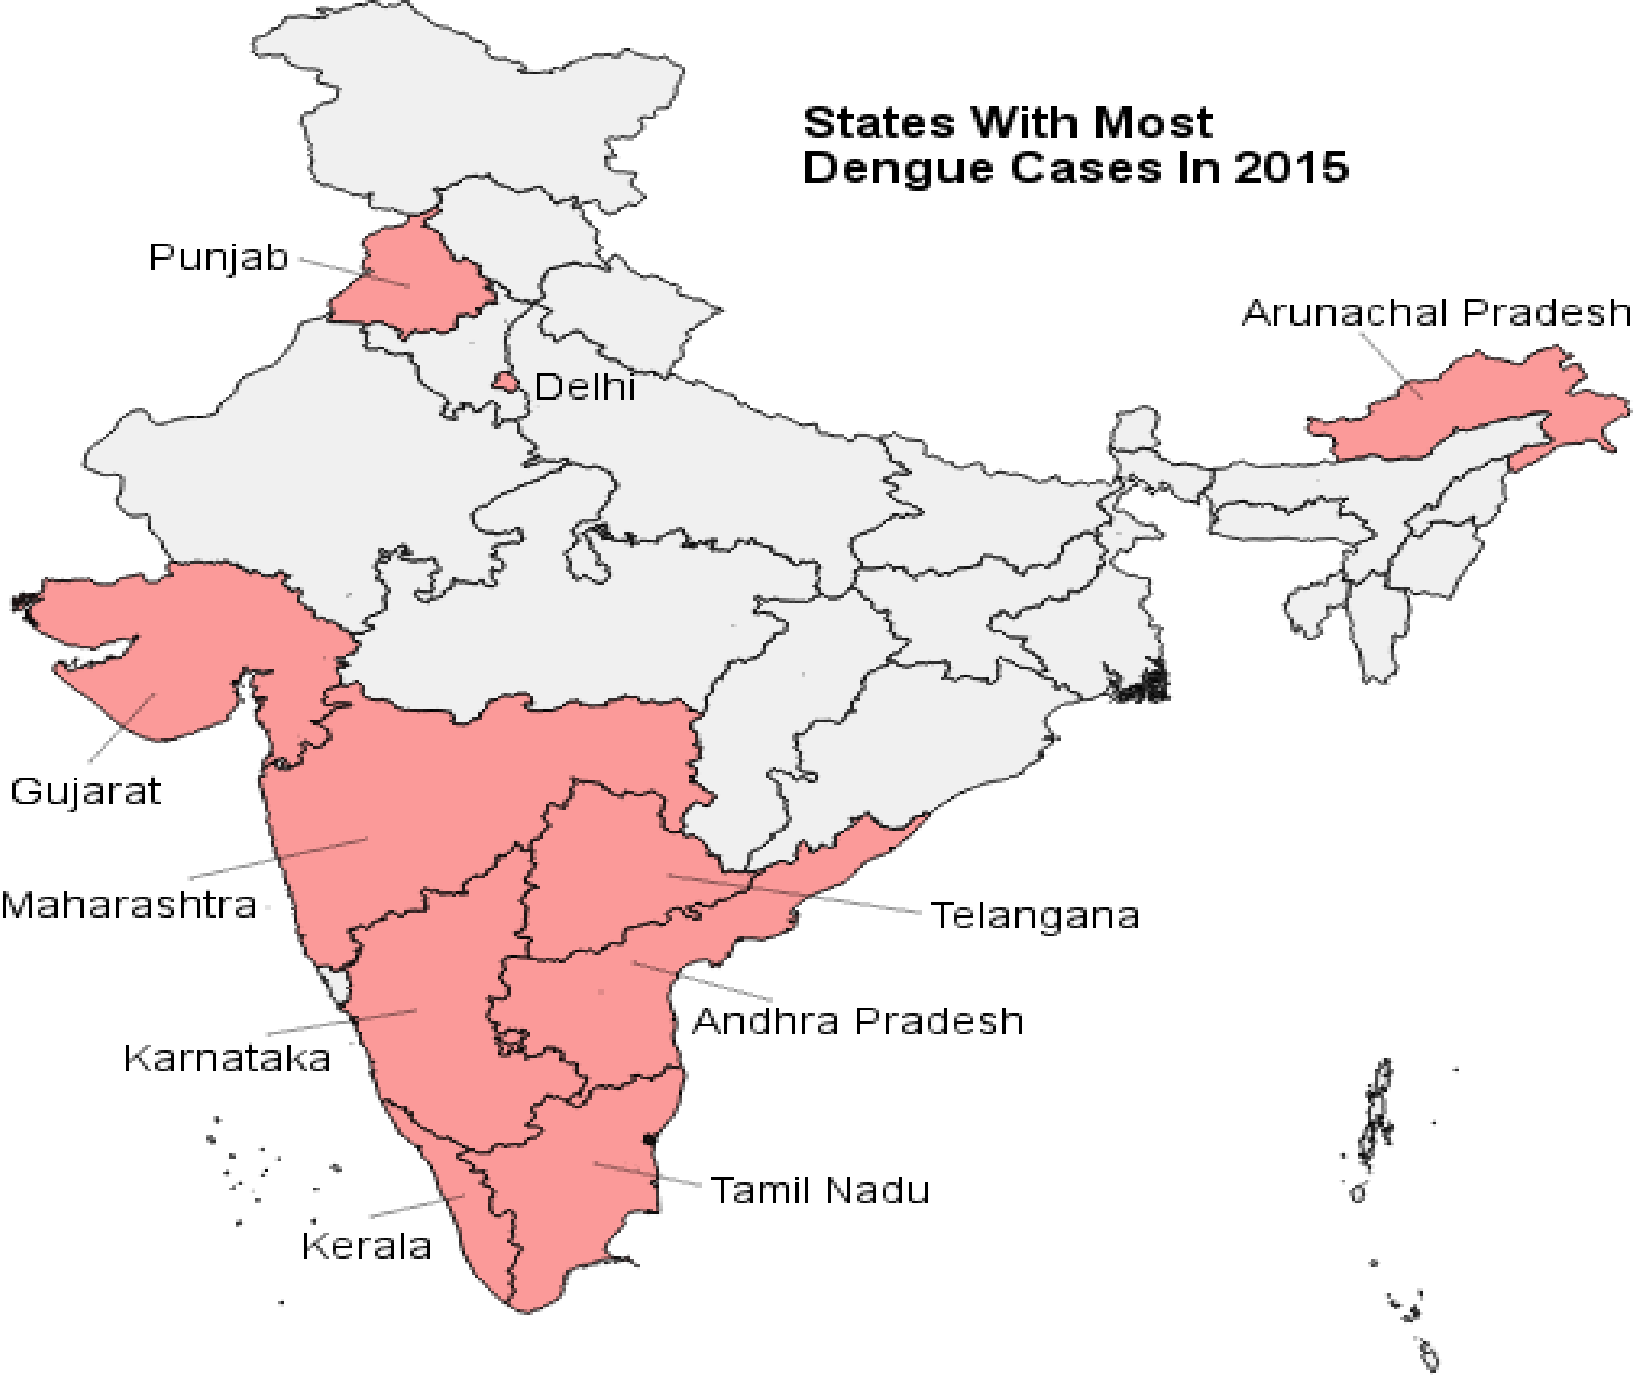 States With Most
Dengue Cases In 2015
Punjab
Arunachal Pradesh
Delhi
Gujarat
Maharashtra
Telangana
Andhra Pradesh
Karnataka
Tamil Nadu
Kerala